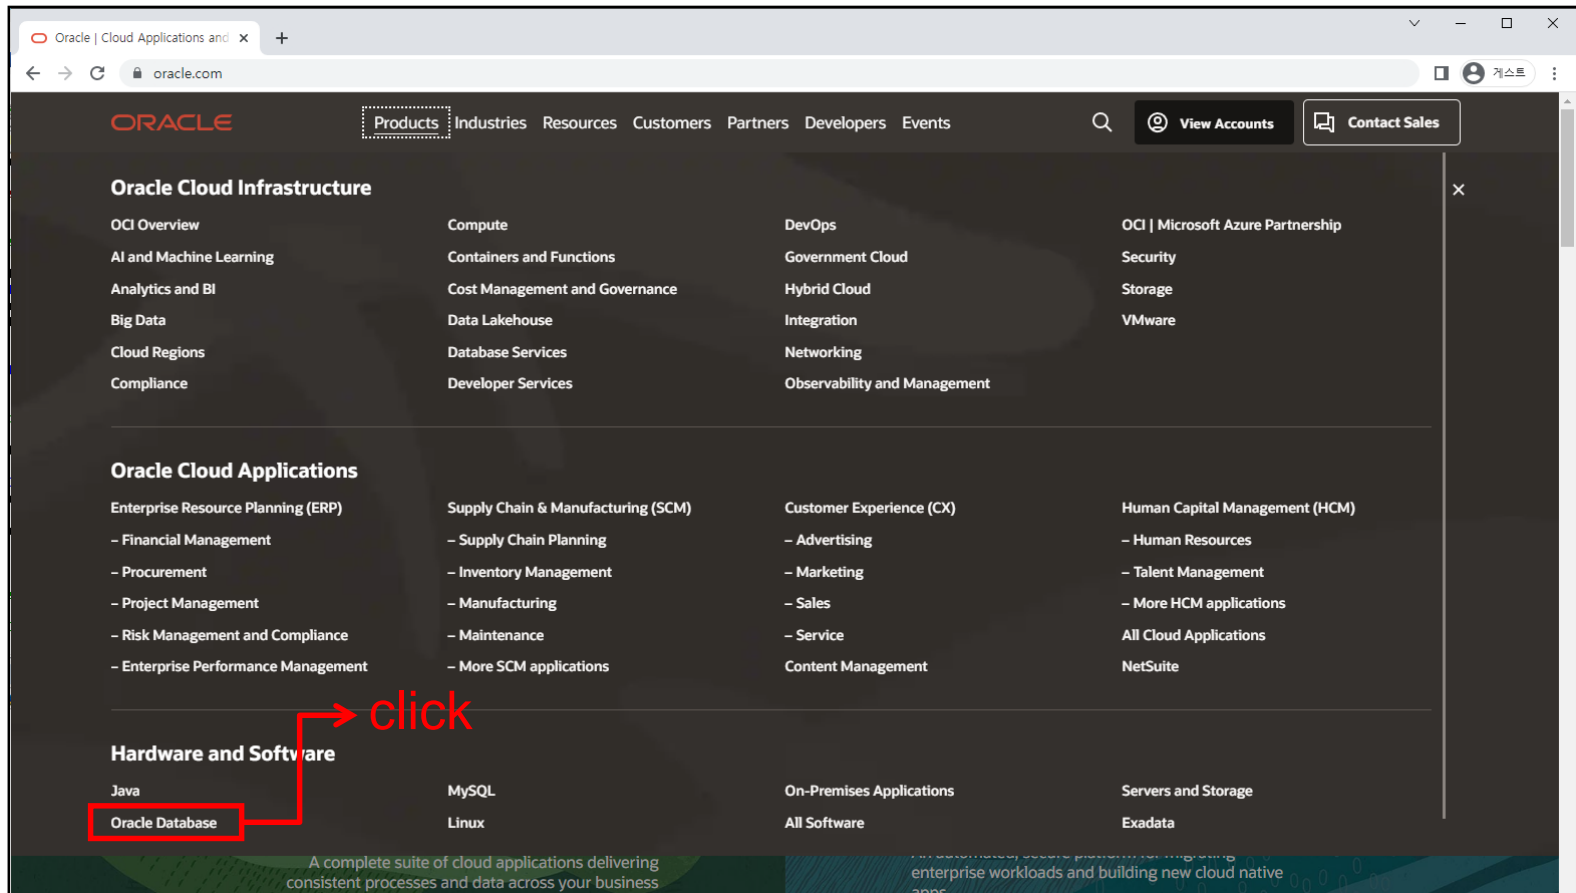 Oracle | Cloud Applications and
oracle.com
게스트
ORACLE
Products Industries Resources Customers Partners Developers Events
View Accounts
Contact Sales
Oracle Cloud Infrastructure
OCI Overview
Compute
DevOps
OCI | Microsoft Azure Partnership
AI and Machine Learning
Containers and Functions
Government Cloud
Security
Analytics and BI
Cost Management and Governance
Hybrid Cloud
Storage
Big Data
Data Lakehouse
Integration
VMware
Cloud Regions
Database Services
Networking
Compliance
Developer Services
Observability and Management
Oracle Cloud Applications
Enterprise Resource Planning (ERP)
Supply Chain & Manufacturing (SCM)
Customer Experience (CX)
Human Capital Management (HCM)
– Financial Management
– Supply Chain Planning
– Advertising
– Human Resources
– Procurement
– Inventory Management
– Marketing
– Talent Management
– Project Management
– Manufacturing
– Sales
– More HCM applications
– Risk Management and Compliance
– Maintenance
– Service
All Cloud Applications
– Enterprise Performance Management
– More SCM applications
Content Management
NetSuite
click
Hardware and Software
Java
MySQL
On-Premises Applications
Servers and Storage
Oracle Database
Linux
All Software
Exadata
A complete suite of cloud applications delivering
consistent processes and data across your business
An automated, secure platform for migrating
enterprise workloads and building new cloud native
apps